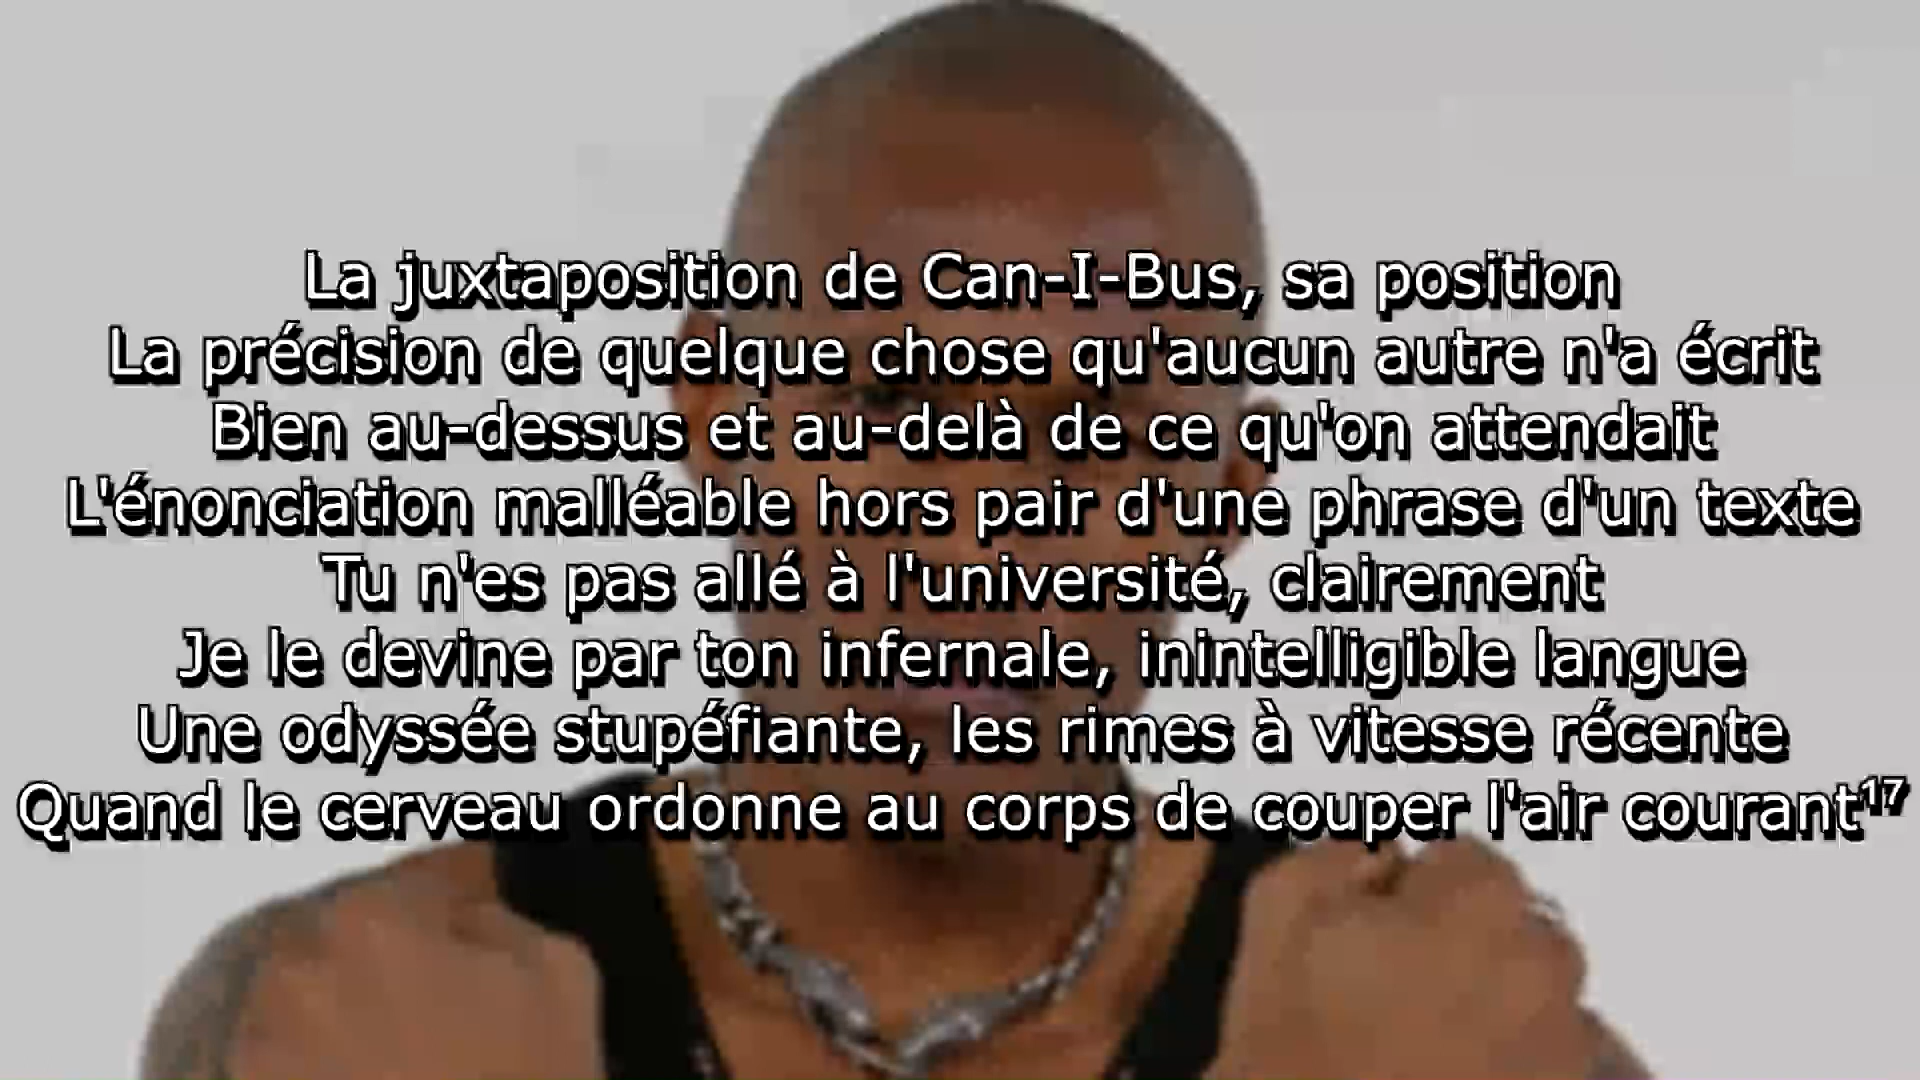 La juxtaposition de Can-I-Bus, sa position
La précision de quelque chose qu'aucun autre n'a écrit
Bien au-dessus et au-delà de ce qu'on attendait
L'énonciation malléable hors pair d'une phrase d'un texte
Tu n'es pas allé à l'université, clairement
Je le devine par ton infernale, inintelligible langue
Une odyssée stupéfiante, les rimes à vitesse récente
Quand le cerveau ordonne au corps de couper l'air courant¹⁷